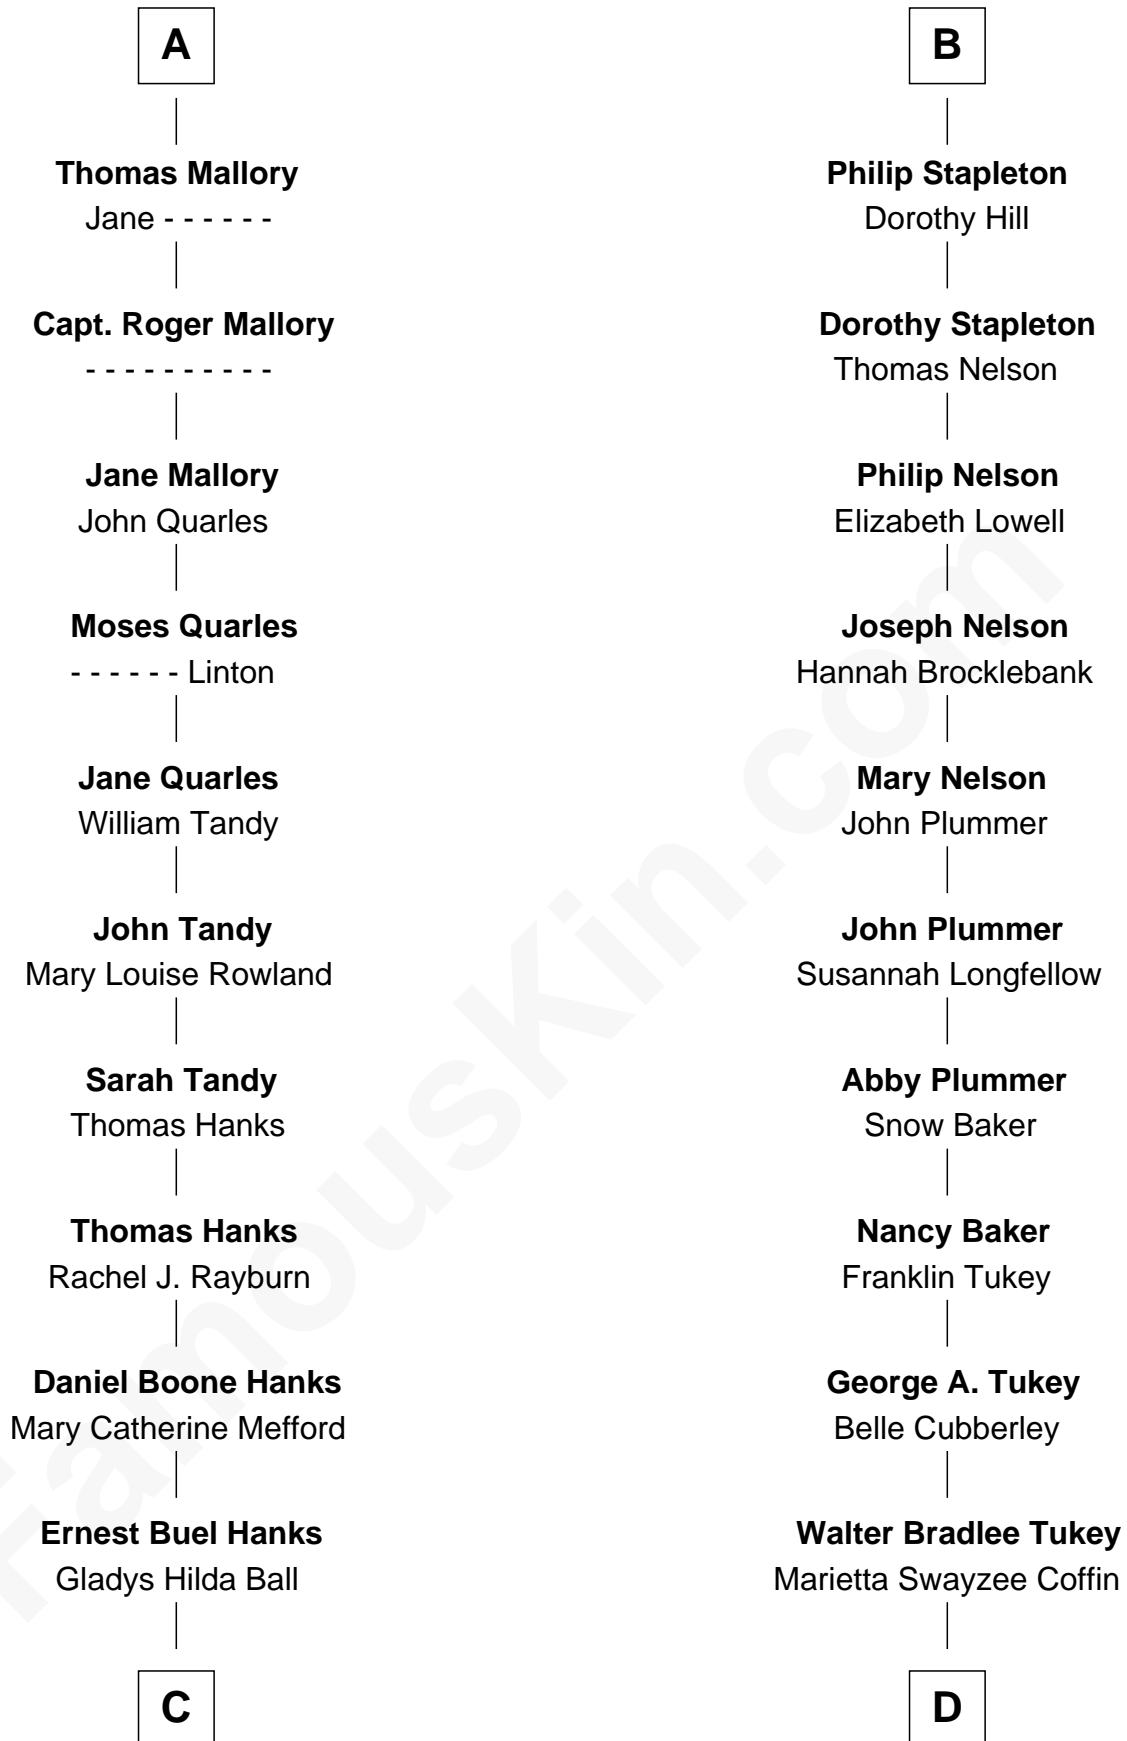 A
Thomas Mallory
Jane - - - - - -
Capt. Roger Mallory
- - - - - - - - - -
Jane Mallory
John Quarles
Moses Quarles
- - - - - - Linton
Jane Quarles
William Tandy
John Tandy
Mary Louise Rowland
Sarah Tandy
Thomas Hanks
Thomas Hanks
Rachel J. Rayburn
Daniel Boone Hanks
Mary Catherine Mefford
Ernest Buel Hanks
Gladys Hilda Ball
C
B
Philip Stapleton
Dorothy Hill
Dorothy Stapleton
Thomas Nelson
Philip Nelson
Elizabeth Lowell
Joseph Nelson
Hannah Brocklebank
Mary Nelson
John Plummer
John Plummer
Susannah Longfellow
Abby Plummer
Snow Baker
Nancy Baker
Franklin Tukey
George A. Tukey
Belle Cubberley
Walter Bradlee Tukey
Marietta Swayzee Coffin
D
FamousKin.com